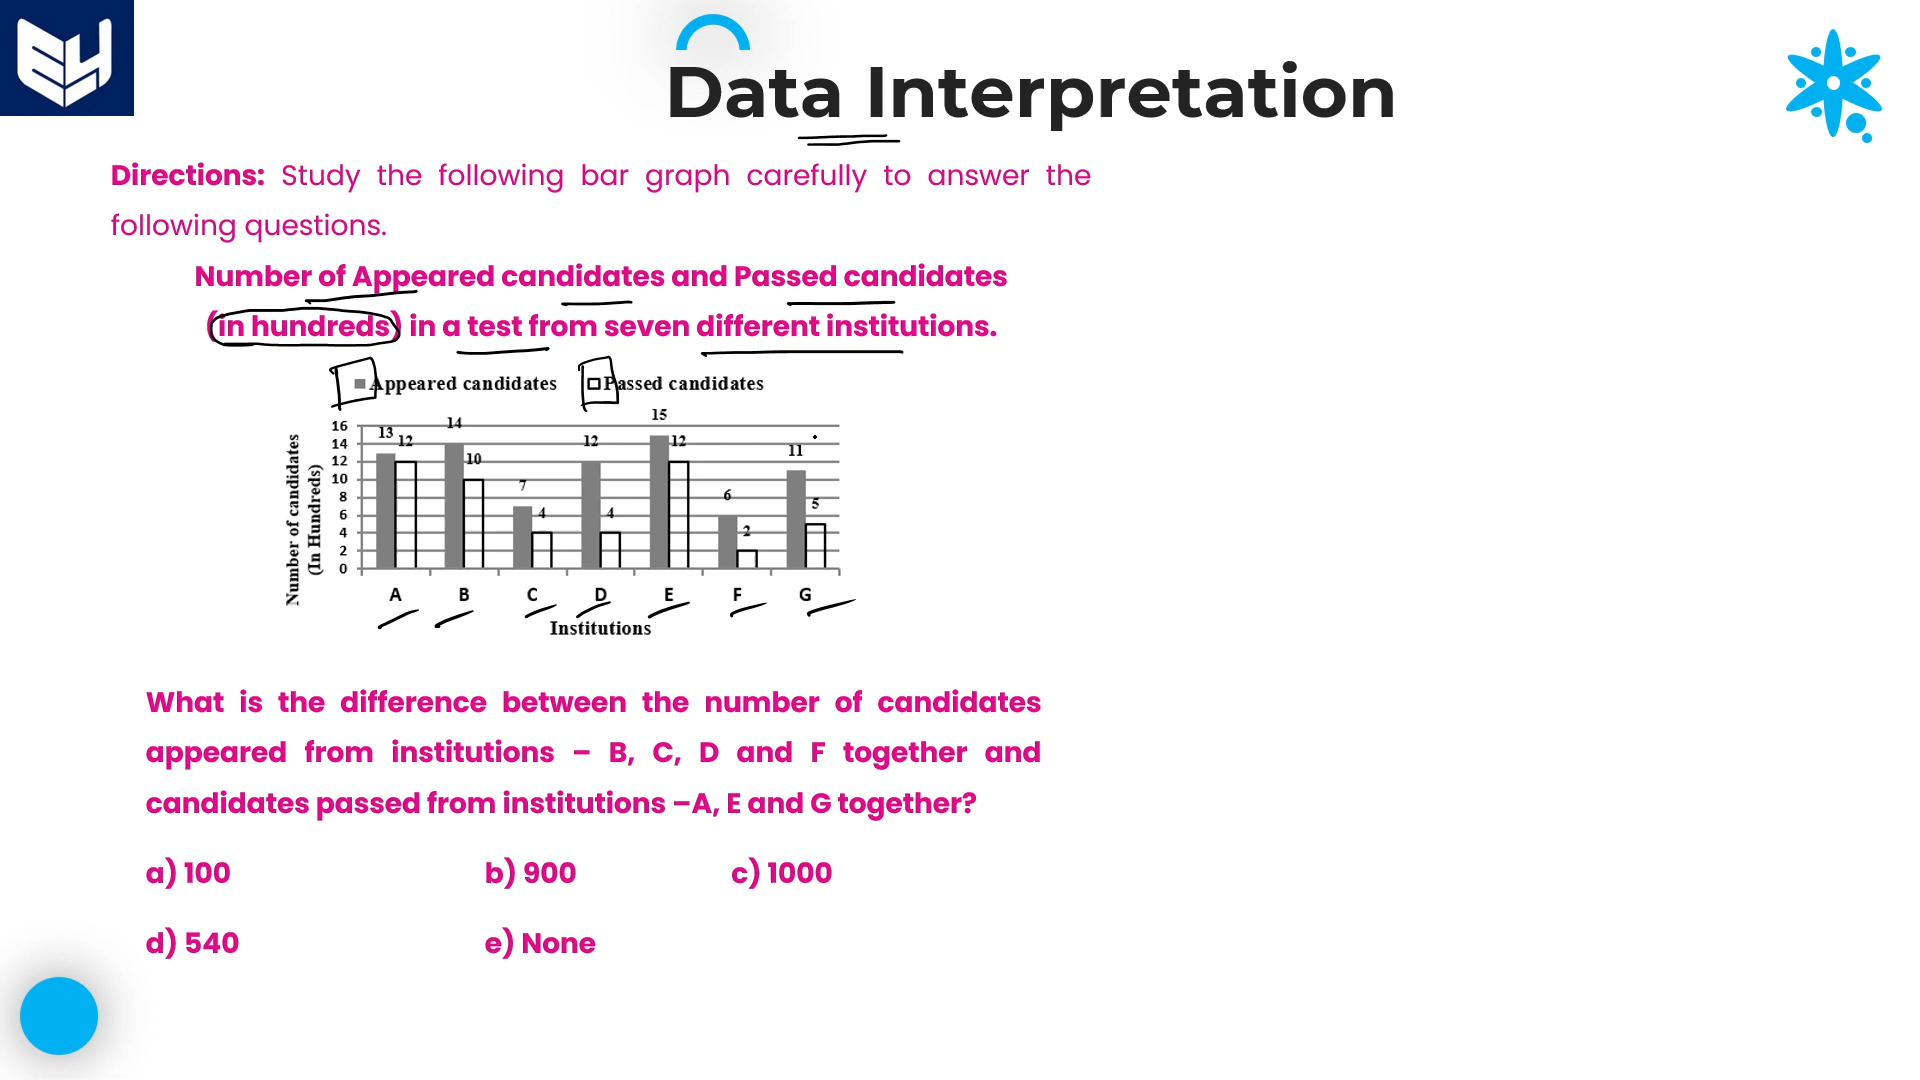 Data Interpretation
Directions: Study the following bar graph carefully to answer the
following questions.
Number of Appeared candidates and Passed candidates
(in hundreds) in a test from seven different institutions.
Appeared candidates Passed candidates
Number of candidates
(In Hundreds)
16
14
12
10
8
6
4
2
0
13 12 14 10 7 4 12 4 15 12 6 2 11 5
A B C D E F G
Institutions
What is the difference between the number of candidates
appeared from institutions – B, C, D and F together and
candidates passed from institutions –A, E and G together?
a) 100 b) 900 c) 1000
d) 540 e) None